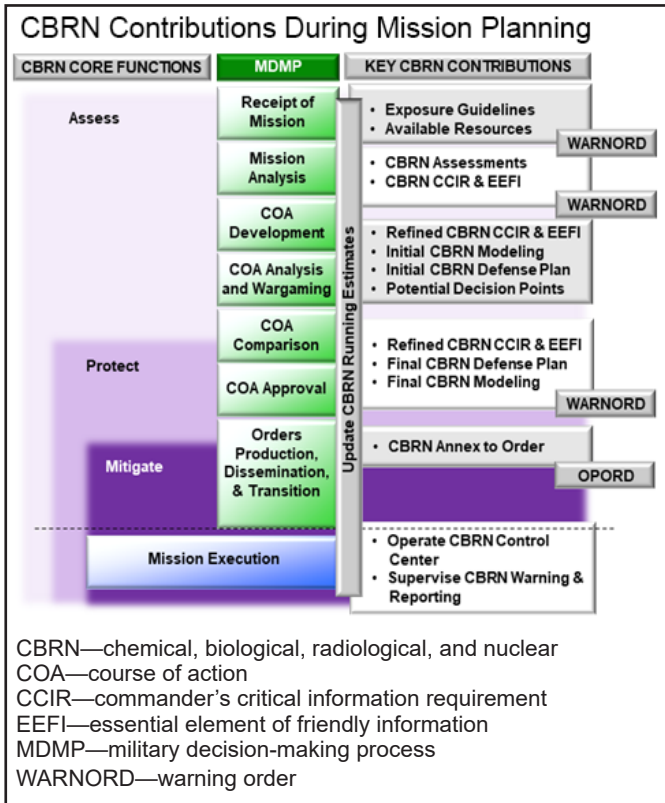 CBRN Contributions During Mission Planning
CBRN CORE FUNCTIONS
MDMP
KEY CBRN CONTRIBUTIONS
Assess
Protect
Mitigate
Receipt of
Mission
Mission
Analysis
COA
Development
COA Analysis
and Wargaming
COA
Comparison
COA Approval
Orders
Production,
Dissemination,
& Transition
Mission Execution
Update CBRN Running Estimates
• Exposure Guidelines
• Available Resources
WARNORD
• CBRN Assessments
• CBRN CCIR & EEFI
WARNORD
• Refined CBRN CCIR & EEFI
• Initial CBRN Modeling
• Initial CBRN Defense Plan
• Potential Decision Points
• Refined CBRN CCIR & EEFI
• Final CBRN Defense Plan
• Final CBRN Modeling
WARNORD
• CBRN Annex to Order
OPORD
• Operate CBRN Control
Center
• Supervise CBRN Warning &
Reporting
CBRN—chemical, biological, radiological, and nuclear
COA—course of action
CCIR—commander’s critical information requirement
EEFI—essential element of friendly information
MDMP—military decision-making process
WARNORD—warning order